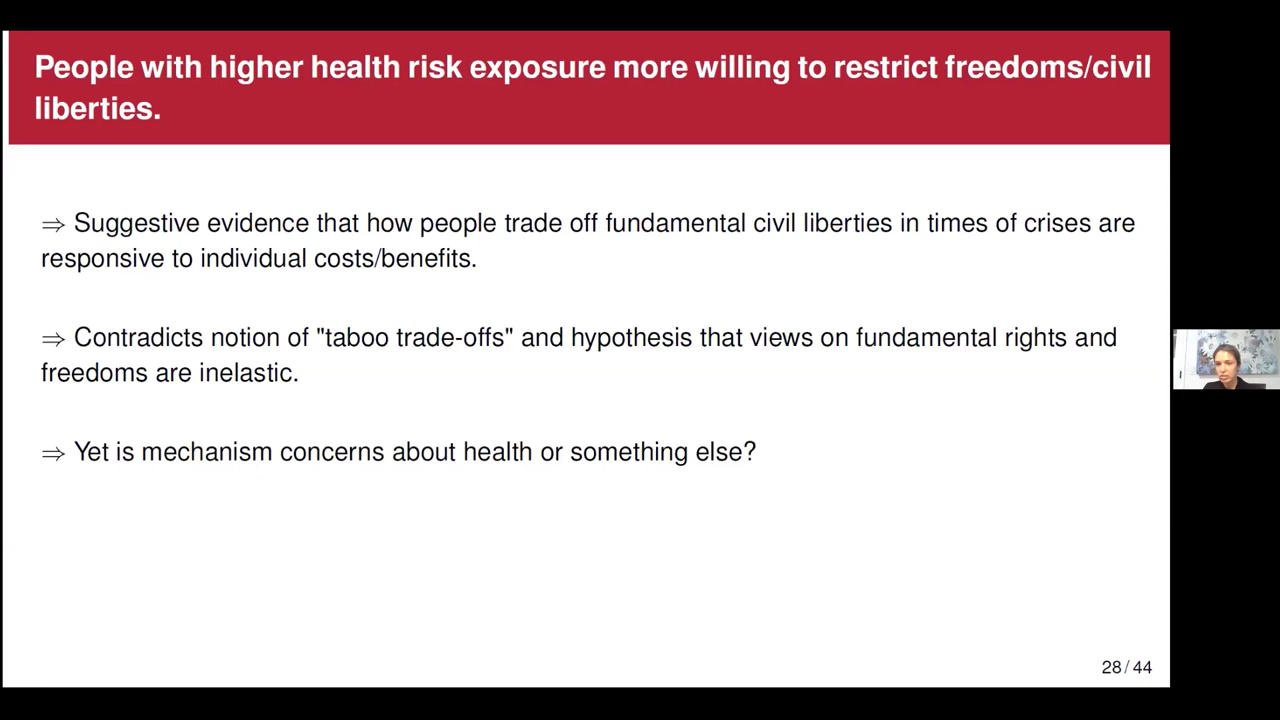 People with higher health risk exposure more willing to restrict freedoms/civil
liberties.
⇒ Suggestive evidence that how people trade off fundamental civil liberties in times of crises are
responsive to individual costs/benefits.
⇒ Contradicts notion of "taboo trade-offs" and hypothesis that views on fundamental rights and
freedoms are inelastic.
⇒ Yet is mechanism concerns about health or something else?
28 / 44